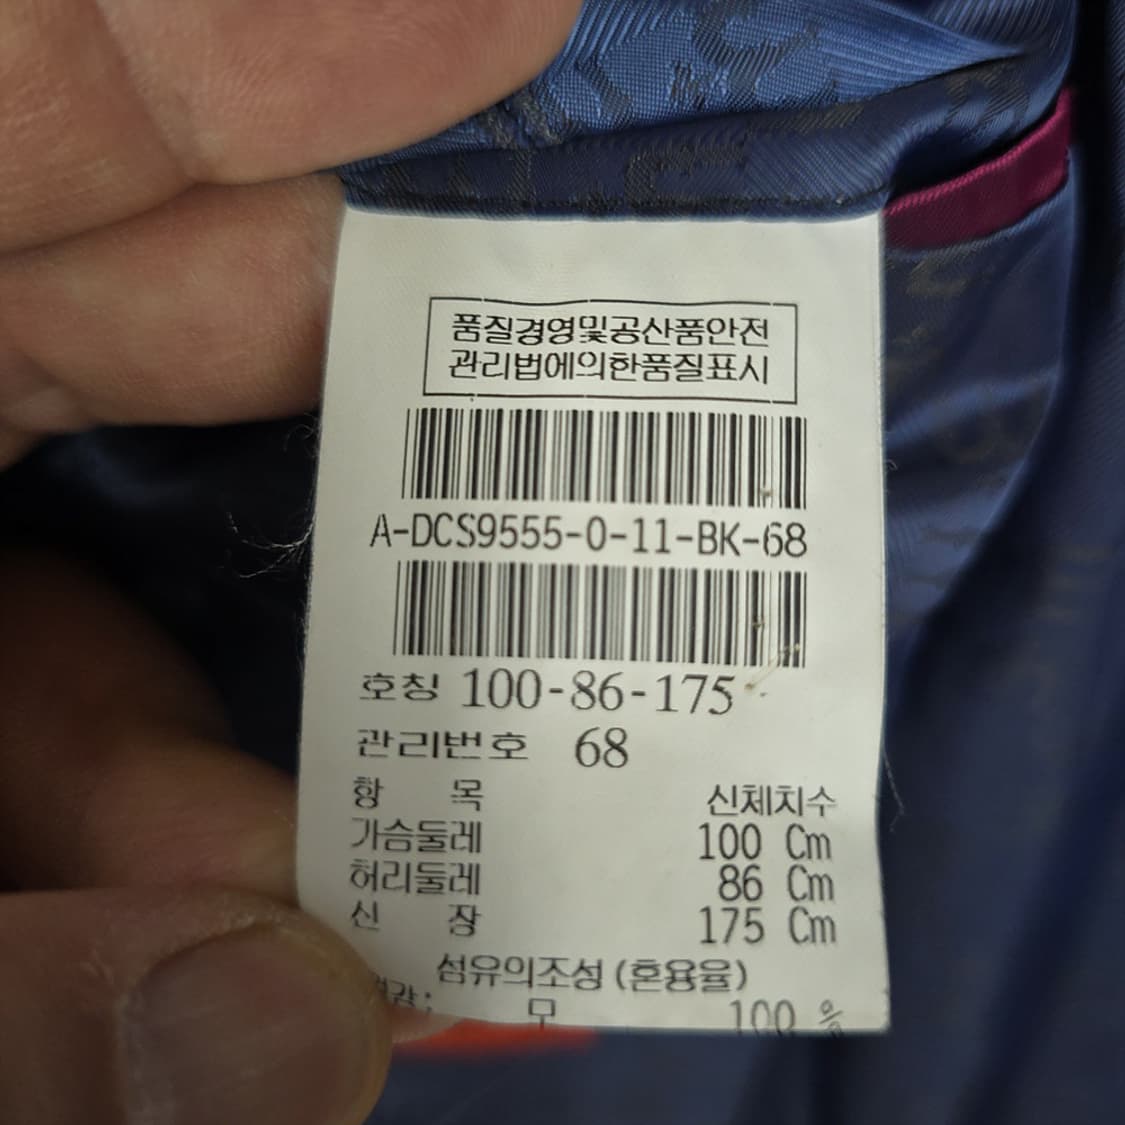 품질경영및공산품안전
관리법에의한품질표시
A-DCS9555-0-11-BK-68
호칭 100-86-175
관리번호 68
항 목 신체치수
가슴둘레 100 Cm
허리둘레 86 Cm
신 장 175 Cm
섬유의조성 (혼용율)
모 100 %